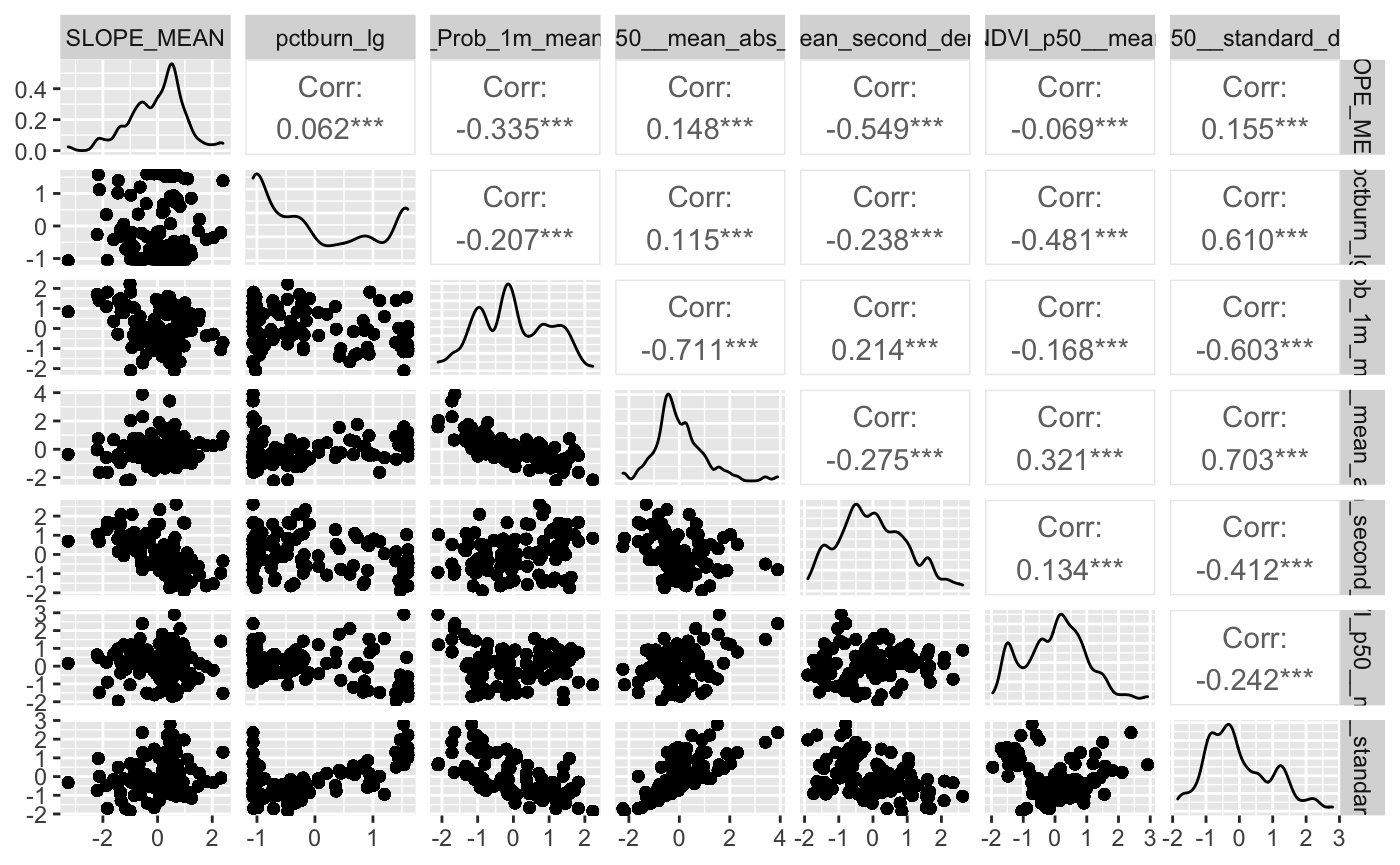 SLOPE_MEAN pctburn_lg _Prob_1m_mean 50__mean_abs_ ean_second_der NDVI_p50__mear 50__standard_d
Corr: Corr: Corr: Corr: Corr: Corr:
0.062*** -0.335*** 0.148*** -0.549*** -0.069*** 0.155***
OPE_ME
0.4
0.2
0.0
Corr: Corr: Corr: Corr: Corr:
-0.207*** 0.115*** -0.238*** -0.481*** 0.610***
pctburn_lg
1
0
-1
Corr: Corr: Corr: Corr:
-0.711*** 0.214*** -0.168*** -0.603***
ob_1m_m
2
1
0
-1
-2
Corr: Corr: Corr:
-0.275*** 0.321*** 0.703***
_mean_a
4
2
0
-2
Corr: Corr:
0.134*** -0.412***
_second_
2
1
0
-1
-2
Corr:
-0.242***
I_p50__n
3
2
1
0
-1
-2
_standar
3
2
1
0
-1
-2
-2 0 2 -1 0 1 -2 -1 0 1 2 -2 0 2 4 -2 -1 0 1 2 -2 -1 0 1 2 3 -2 -1 0 1 2 3